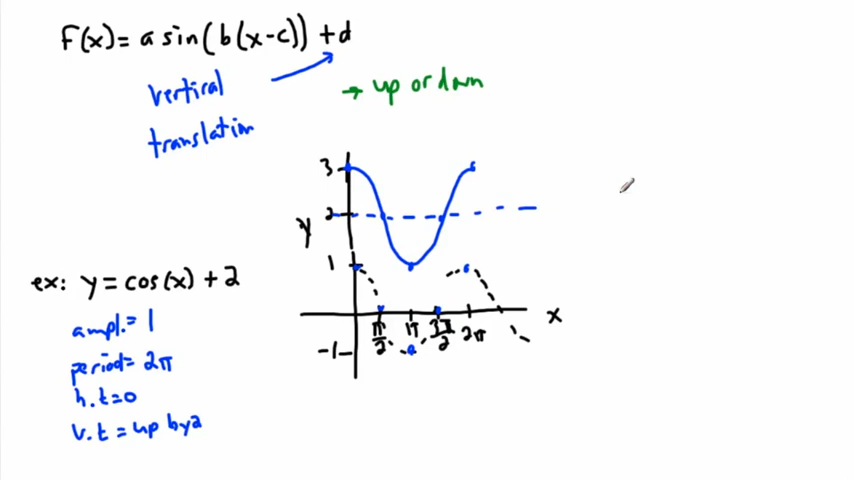 F(x) = a sin(b(x-c)) + d
vertical
translation
→ up or down
3
2
y
1
ex: y = cos(x) + 2
ampl. = 1
period = 2π
h.t = 0
v.t = up by 2
π/2 π 3π/2 2π x
-1